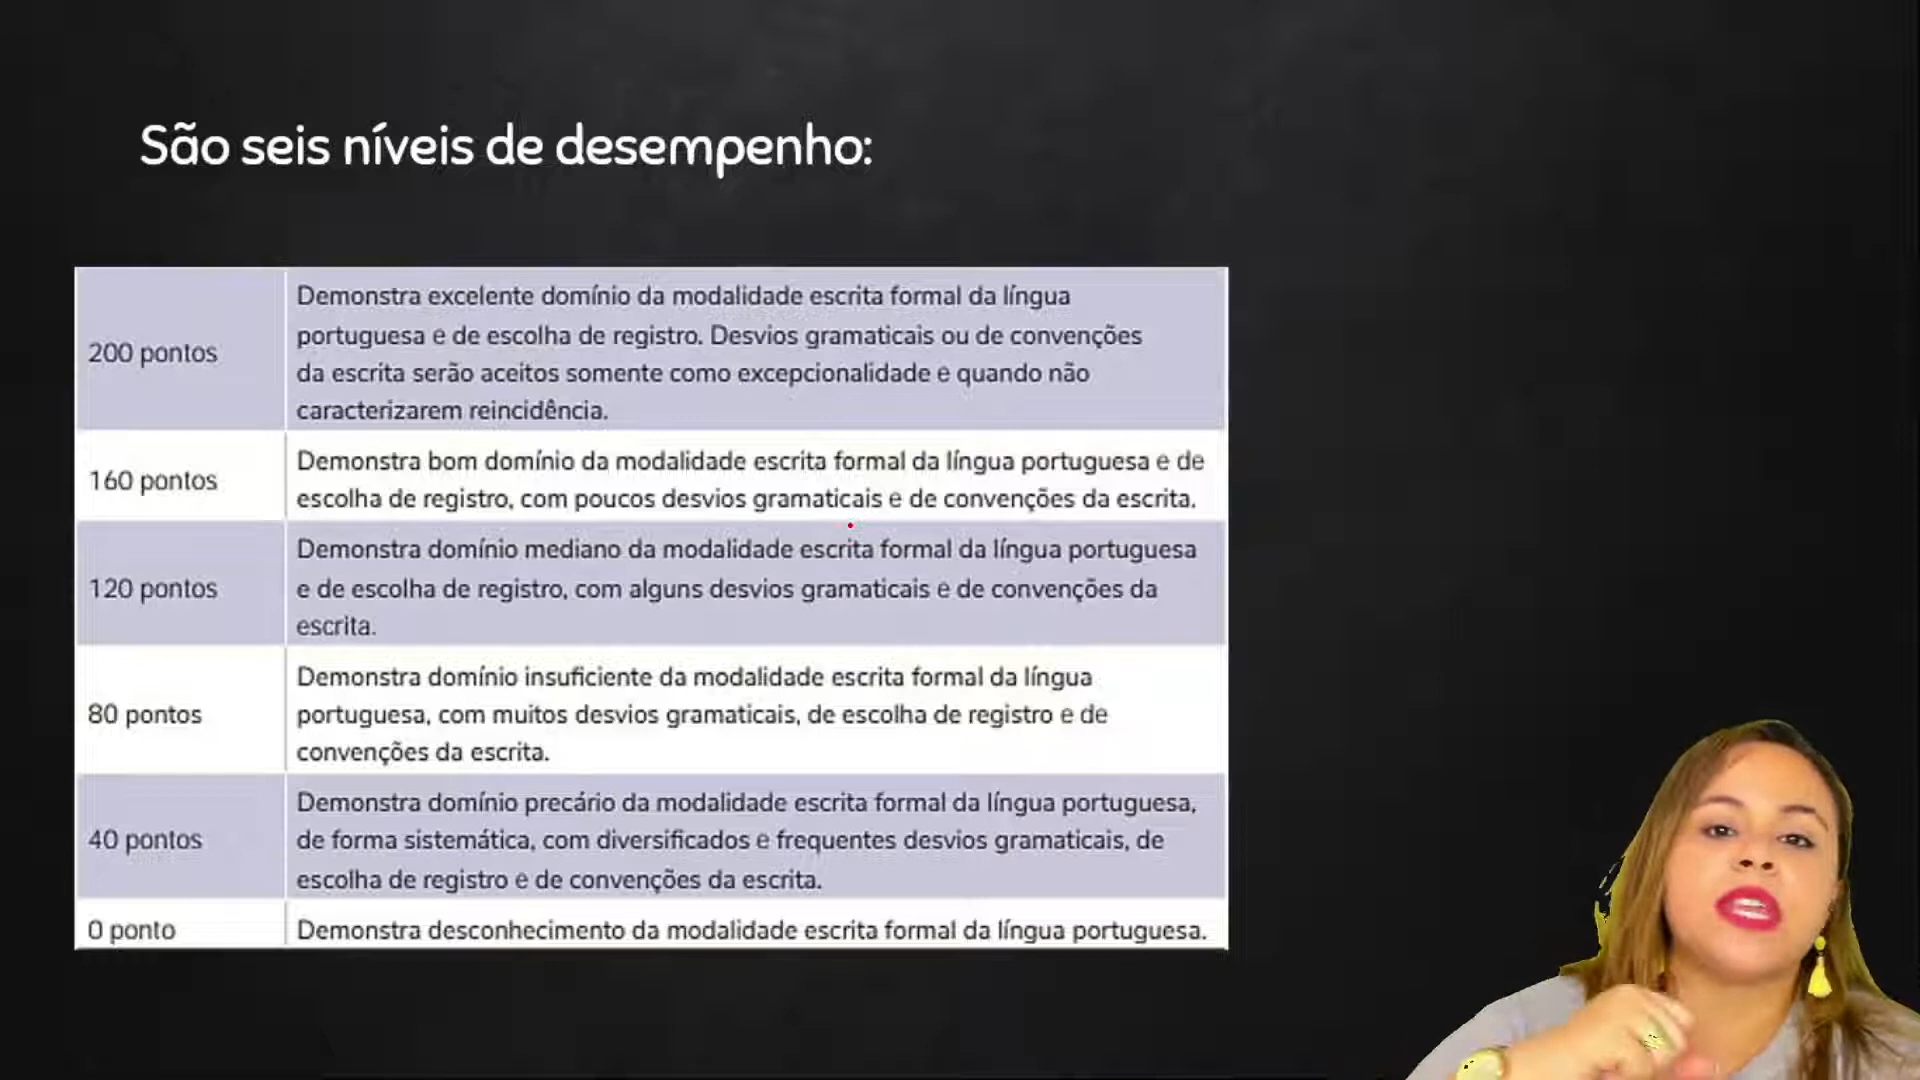 São seis níveis de desempenho:
200 pontos
Demonstra excelente domínio da modalidade escrita formal da língua
portuguesa e de escolha de registro. Desvios gramaticais ou de convenções
da escrita serão aceitos somente como excepcionalidade e quando não
caracterizarem reincidência.
160 pontos
Demonstra bom domínio da modalidade escrita formal da língua portuguesa e de
escolha de registro, com poucos desvios gramaticais e de convenções da escrita.
120 pontos
Demonstra domínio mediano da modalidade escrita formal da língua portuguesa
e de escolha de registro, com alguns desvios gramaticais e de convenções da
escrita.
80 pontos
Demonstra domínio insuficiente da modalidade escrita formal da língua
portuguesa, com muitos desvios gramaticais, de escolha de registro e de
convenções da escrita.
40 pontos
Demonstra domínio precário da modalidade escrita formal da língua portuguesa,
de forma sistemática, com diversificados e frequentes desvios gramaticais, de
escolha de registro e de convenções da escrita.
0 ponto
Demonstra desconhecimento da modalidade escrita formal da língua portuguesa.